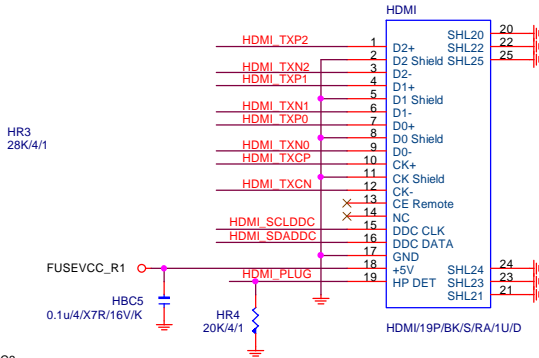 HDMI
HDMI_TXP2 1 D2+ SHL20 20
2 D2 Shield SHL22 22
HDMI_TXN2 3 D2- SHL25 25
HDMI_TXP1 4 D1+
5 D1 Shield
HDMI_TXN1 6 D1-
HDMI_TXP0 7 D0+
8 D0 Shield
HDMI_TXN0 9 D0-
HDMI_TXCP 10 CK+
11 CK Shield
HDMI_TXCN 12 CK-
13 CE Remote
14 NC
HDMI_SCLDDC 15 DDC CLK
HDMI_SDADDC 16 DDC DATA
17 GND
FUSEVCC_R1 18 +5V SHL24 24
HDMI_PLUG 19 HP DET SHL23 23
SHL21 21
HR3
28K/4/1
HBC5
0.1u/4/X7R/16V/K
HR4
20K/4/1
HDMI/19P/BK/S/RA/1U/D